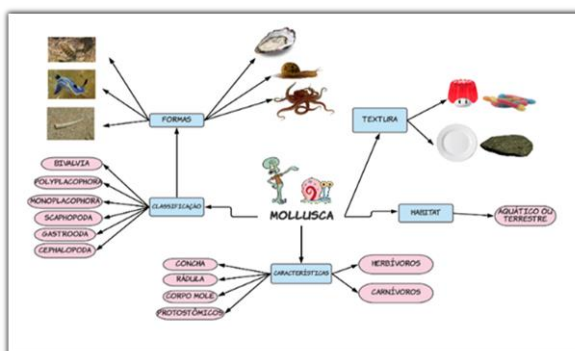 FORMAS
TEXTURA
BIVALVIA
POLYPLACOPHORA
MONOPLACOPHORA
SCAPHOPODA
GASTROODA
CEPHALOPODA
CLASSIFICAÇÃO
MOLLUSCA
HABITAT
AQUÁTICO OU
TERRESTRE
CONCHA
RÁDULA
CORPO MOLE
PROTOSTÔMICOS
CARACTERÍSTICAS
HERBÍVOROS
CARNÍVOROS